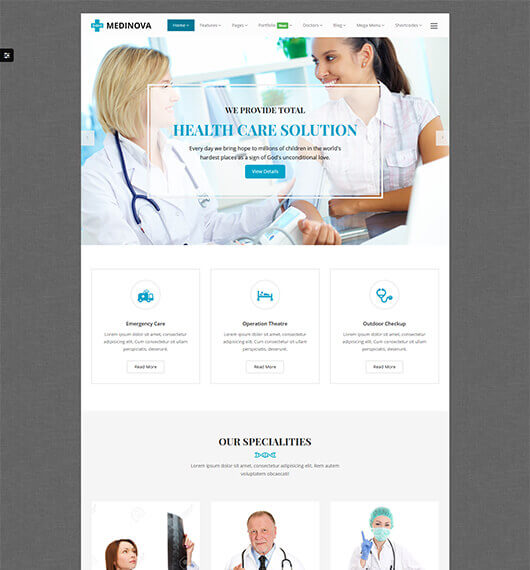 MEDINOVA
Home Features Pages Portfolio New Doctors Blog Mega Menu Shortcodes
WE PROVIDE TOTAL
HEALTH CARE SOLUTION
Every day we bring hope to millions of children in the world's
hardest places as a sign of God's unconditional love.
View Details
Emergency Care
Lorem ipsum dolor sit amet, consectetur
adipisicing elit. Cum consectetur sit ullam
perspiciatis, deserunt.
Read More
Operation Theatre
Lorem ipsum dolor sit amet, consectetur
adipisicing elit. Cum consectetur sit ullam
perspiciatis, deserunt.
Read More
Outdoor Checkup
Lorem ipsum dolor sit amet, consectetur
adipisicing elit. Cum consectetur sit ullam
perspiciatis, deserunt.
Read More
OUR SPECIALITIES
Lorem ipsum dolor sit amet, consectetur adipisicing elit. Rem autem
voluptatem obcaecati!